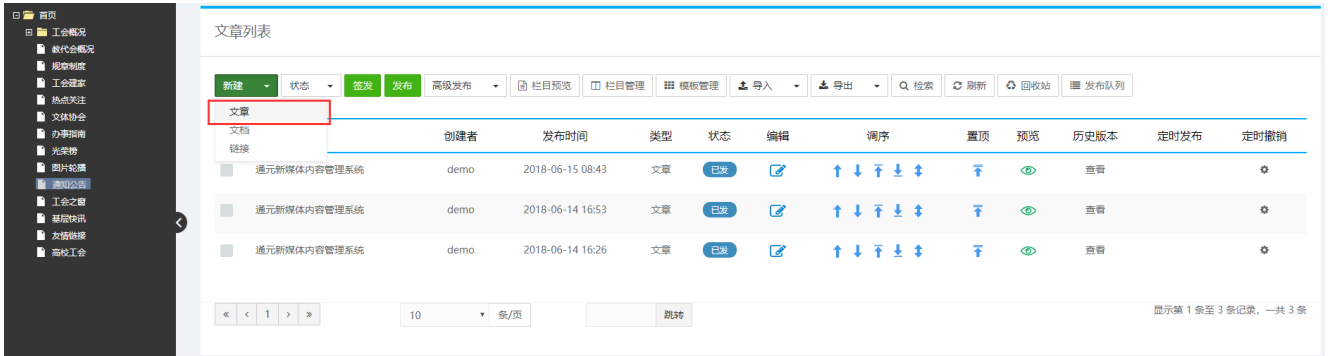 首页
工会概况
教代会概况
规章制度
工会建家
热点关注
文体协会
办事指南
光荣榜
图片轮播
通知公告
工会之窗
基层快讯
友情链接
高校工会
文章列表
新建 状态 签发 发布 高级发布 栏目预览 栏目管理 模板管理 导入 导出 检索 刷新 回收站 发布队列
文章
文档
链接
创建者 发布时间 类型 状态 编辑 调序 置顶 预览 历史版本 定时发布 定时撤销
通元新媒体内容管理系统 demo 2018-06-15 08:43 文章 已发 查看
通元新媒体内容管理系统 demo 2018-06-14 16:53 文章 已发 查看
通元新媒体内容管理系统 demo 2018-06-14 16:26 文章 已发 查看
« < 1 > » 10 条/页 跳转 显示第 1 条至 3 条记录，一共 3 条